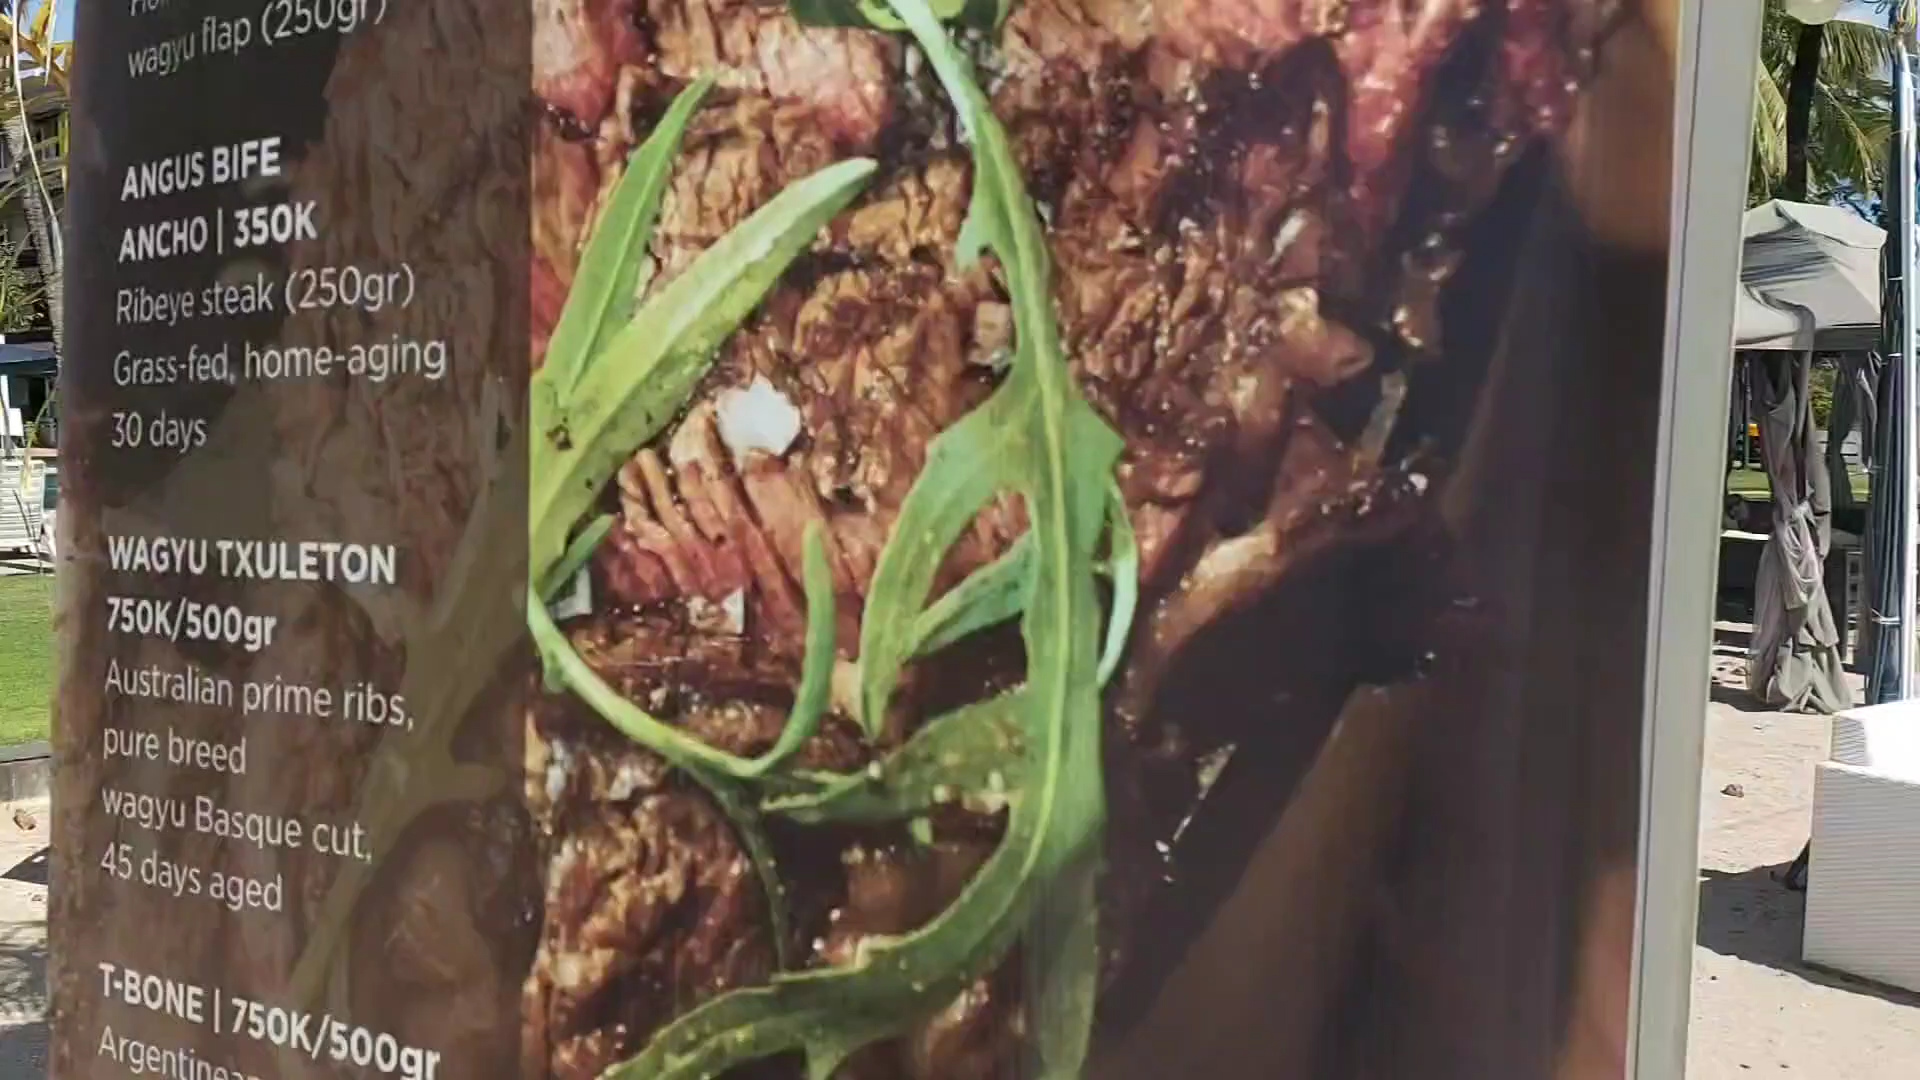 wagyu flap (250gr)
ANGUS BIFE
ANCHO | 350K
Ribeye steak (250gr)
Grass-fed, home-aging
30 days
WAGYU TXULETON
750K/500gr
Australian prime ribs,
pure breed
wagyu Basque cut,
45 days aged
T-BONE | 750K/500gr